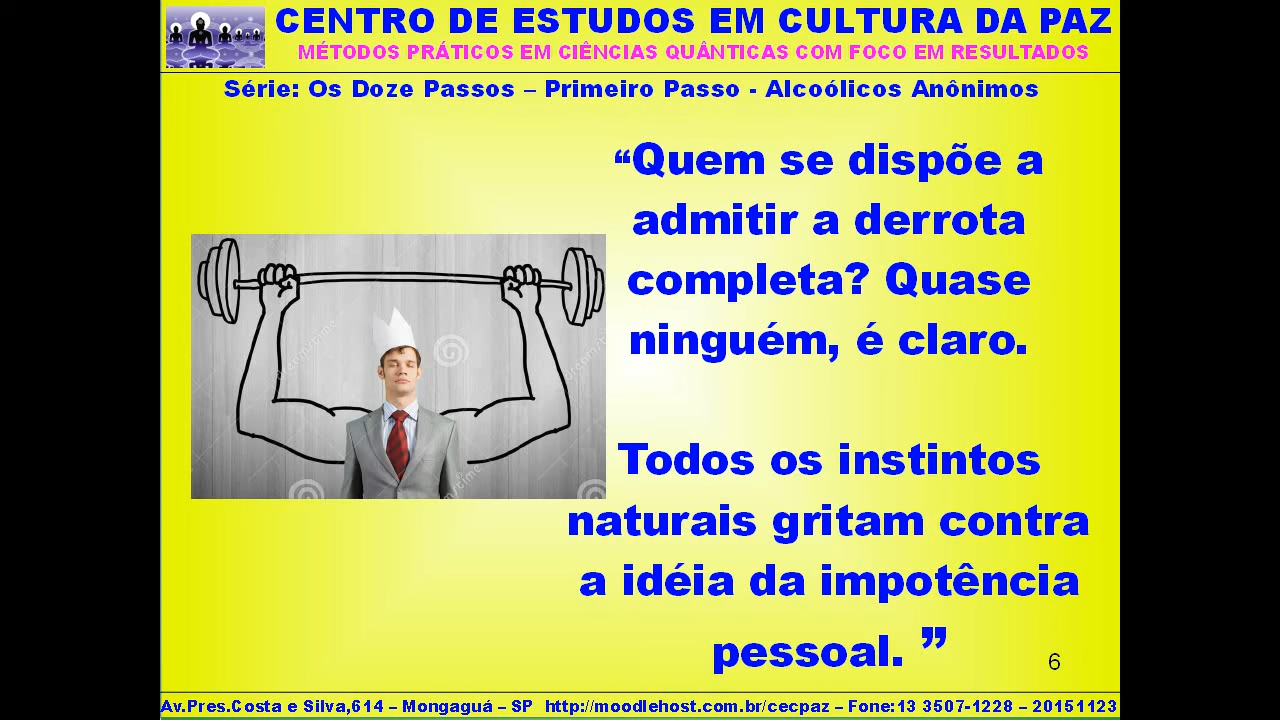 CENTRO DE ESTUDOS EM CULTURA DA PAZ
MÉTODOS PRÁTICOS EM CIÊNCIAS QUÂNTICAS COM FOCO EM RESULTADOS
Série: Os Doze Passos – Primeiro Passo - Alcoólicos Anônimos
“Quem se dispõe a
admitir a derrota
completa? Quase
ninguém, é claro.
Todos os instintos
naturais gritam contra
a idéia da impotência
pessoal. ”
6
Av.Pres.Costa e Silva,614 – Mongaguá – SP http://moodlehost.com.br/cecpaz – Fone:13 3507-1228 – 20151123